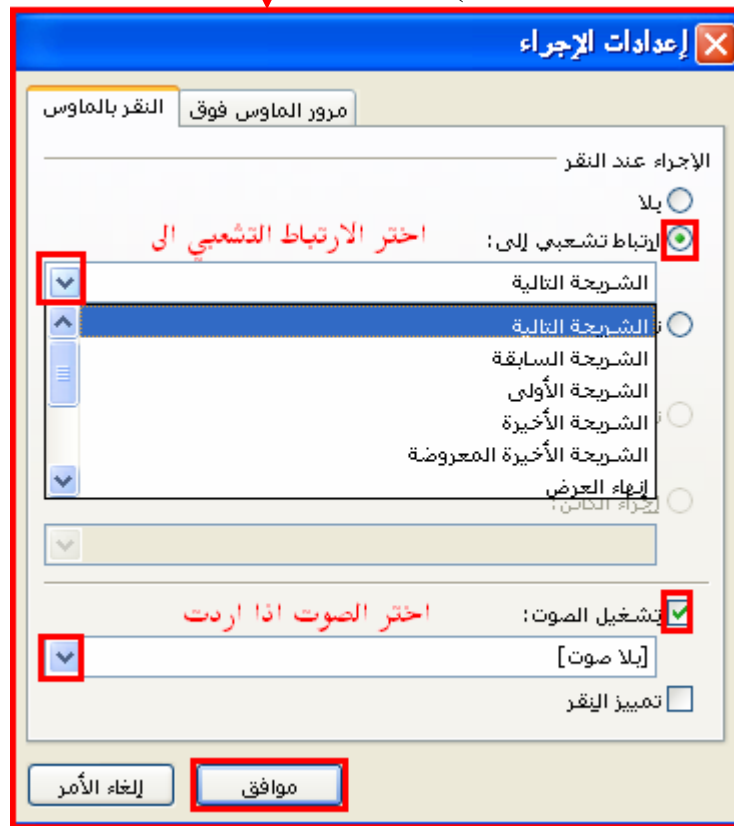 إعدادات الإجراء
النقر بالماوس
مرور الماوس فوق
الإجراء عند النقر
بلا
ارتباط تشعبي إلى:
اختر الارتباط التشعبي الى
الشريحة التالية
الشريحة التالية
الشريحة السابقة
الشريحة الأولى
الشريحة الأخيرة
الشريحة الأخيرة المعروضة
إنهاء العرض
إجراء الكائن:
تشغيل الصوت:
اختر الصوت اذا اردت
[بلا صوت]
تمييز النقر
موافق
إلغاء الأمر